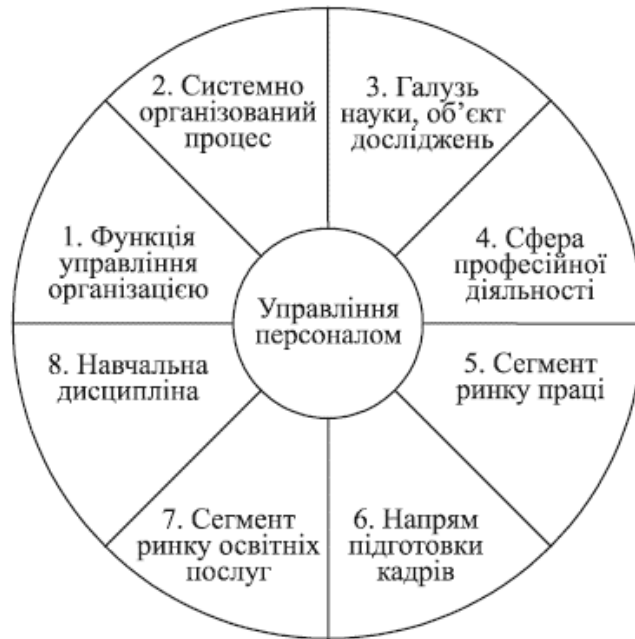 2. Системно
організований
процес
3. Галузь
науки, об’єкт
досліджень
1. Функція
управління
організацією
4. Сфера
професійної
діяльності
Управління
персоналом
8. Навчальна
дисципліна
5. Сегмент
ринку праці
7. Сегмент
ринку освітніх
послуг
6. Напрям
підготовки
кадрів